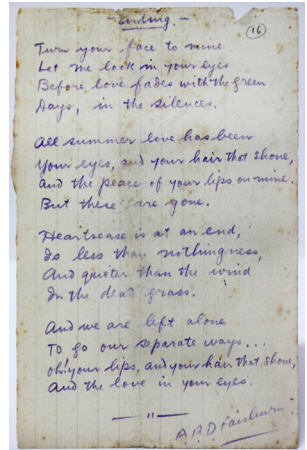 - Ending. -
(16)
Turn your face to mine
Let me look in your eyes
Before love fades with the green
Days, in the silences.
All summer love has been
Your eyes, and your hair that shone,
And the peace of your lips on mine.
But these are gone.
Heartsease is at an end,
Is less than nothingness,
And quieter than the wind
In the dead grass.
And we are left alone
To go our separate ways...
Oh! your lips, and your hair that shone,
And the love in your eyes.
— " —
A.R.D. Fairburn.